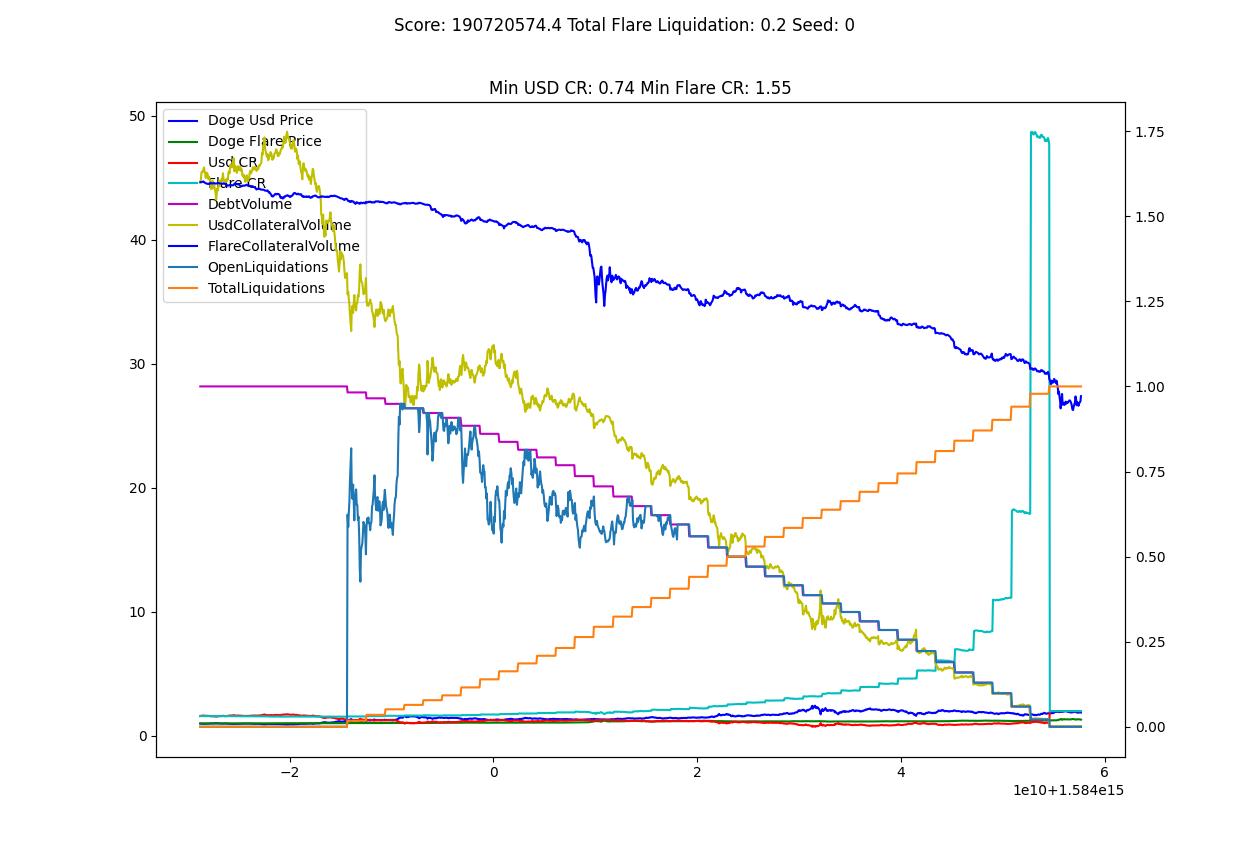 Score: 190720574.4 Total Flare Liquidation: 0.2 Seed: 0
Min USD CR: 0.74 Min Flare CR: 1.55
Doge Usd Price
Doge Flare Price
Usd CR
Flare CR
DebtVolume
UsdCollateralVolume
FlareCollateralVolume
OpenLiquidations
TotalLiquidations
50
40
30
20
10
0
1.75
1.50
1.25
1.00
0.75
0.50
0.25
0.00
−2
0
2
4
6
1e10+1.584e15